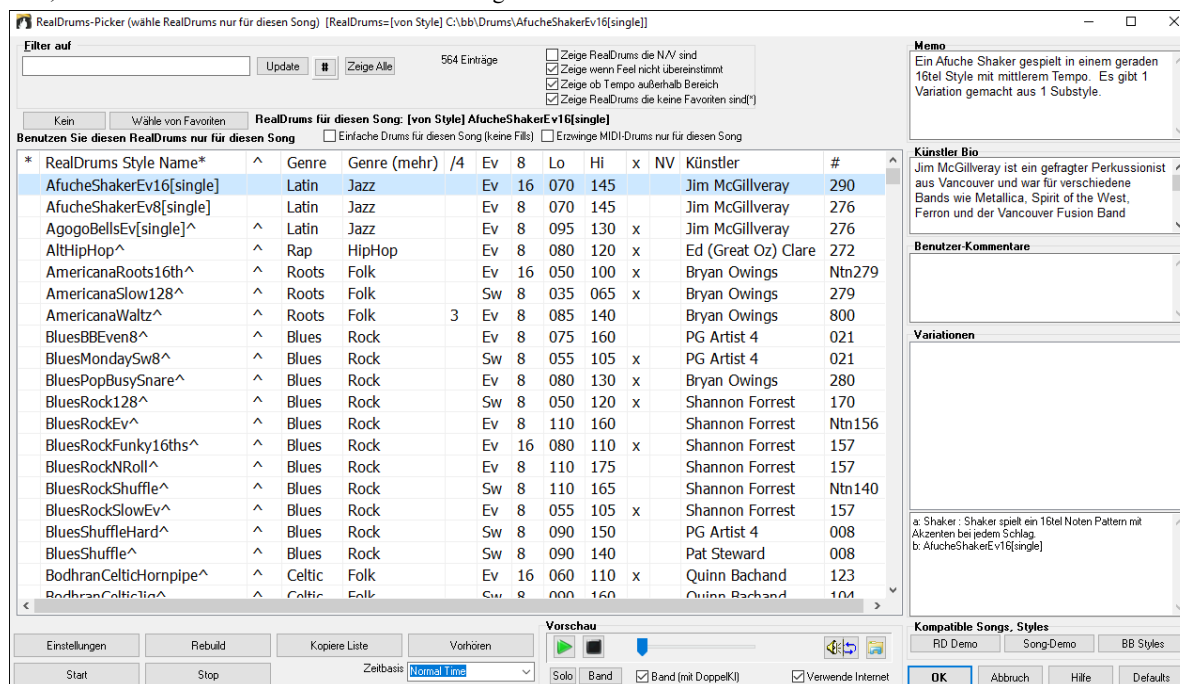 RealDrums-Picker (wähle RealDrums nur für diesen Song) [RealDrums=[von Style] C:\bb\Drums\AfucheShakerEv16[single]]
Filter auf
Update # Zeige Alle 564 Einträge
Zeige RealDrums die N/V sind
Zeige wenn Feel nicht übereinstimmt
Zeige ob Tempo außerhalb Bereich
Zeige RealDrums die keine Favoriten sind(*)
Kein Wähle von Favoriten RealDrums für diesen Song: [von Style] AfucheShakerEv16[single]
Benutzen Sie diesen RealDrums nur für diesen Song Einfache Drums für diesen Song (keine Fills) Erzwinge MIDI-Drums nur für diesen Song
* RealDrums Style Name* ^ Genre Genre (mehr) /4 Ev 8 Lo Hi x NV Künstler #
AfucheShakerEv16[single] Latin Jazz Ev 16 070 145 Jim McGillveray 290
AfucheShakerEv8[single] Latin Jazz Ev 8 070 145 Jim McGillveray 276
AgogoBellsEv[single]^ ^ Latin Jazz Ev 8 095 130 x Jim McGillveray 276
AltHipHop^ ^ Rap HipHop Ev 8 080 120 x Ed (Great Oz) Clare 272
AmericanaRoots16th^ ^ Roots Folk Ev 16 050 100 x Bryan Owings Ntn279
AmericanaSlow128^ ^ Roots Folk Sw 8 035 065 x Bryan Owings 279
AmericanaWaltz^ ^ Roots Folk 3 Ev 8 085 140 Bryan Owings 800
BluesBBEven8^ ^ Blues Rock Ev 8 075 160 PG Artist 4 021
BluesMondaySw8^ ^ Blues Rock Sw 8 055 105 x PG Artist 4 021
BluesPopBusySnare^ ^ Blues Rock Ev 8 080 130 x Bryan Owings 280
BluesRock128^ ^ Blues Rock Sw 8 050 120 x Shannon Forrest 170
BluesRockEv^ ^ Blues Rock Ev 8 110 160 Shannon Forrest Ntn156
BluesRockFunky16ths^ ^ Blues Rock Ev 16 080 110 x Shannon Forrest 157
BluesRockNRoll^ ^ Blues Rock Ev 8 110 175 Shannon Forrest 157
BluesRockShuffle^ ^ Blues Rock Sw 8 110 165 Shannon Forrest Ntn140
BluesRockSlowEv^ ^ Blues Rock Ev 8 055 105 x Shannon Forrest 157
BluesShuffleHard^ ^ Blues Rock Sw 8 090 150 PG Artist 4 008
BluesShuffle^ ^ Blues Rock Sw 8 090 140 Pat Steward 008
BodhranCelticHornpipe^ ^ Celtic Folk Ev 16 060 110 x Quinn Bachand 123
BodhranCelticJig^ ^ Celtic Folk Sw 8 090 160 Quinn Bachand 104
Memo
Ein Afuche Shaker gespielt in einem geraden
16tel Style mit mittlerem Tempo. Es gibt 1
Variation gemacht aus 1 Substyle.
Künstler Bio
Jim McGillveray ist ein gefragter Perkussionist
aus Vancouver und war für verschiedene
Bands wie Metallica, Spirit of the West,
Ferron und der Vancouver Fusion Band
Benutzer-Kommentare
Variationen
a: Shaker : Shaker spielt ein 16tel Noten Pattern mit
Akzenten bei jedem Schlag.
b: AfucheShakerEv16[single]
Einstellungen Rebuild Kopiere Liste Vorhören
Start Stop Zeitbasis Normal Time
Vorschau
Solo Band Band (mit DoppelKl) Verwende Internet
Kompatible Songs, Styles
RD Demo Song-Demo BB Styles
OK Abbruch Hilfe Defaults